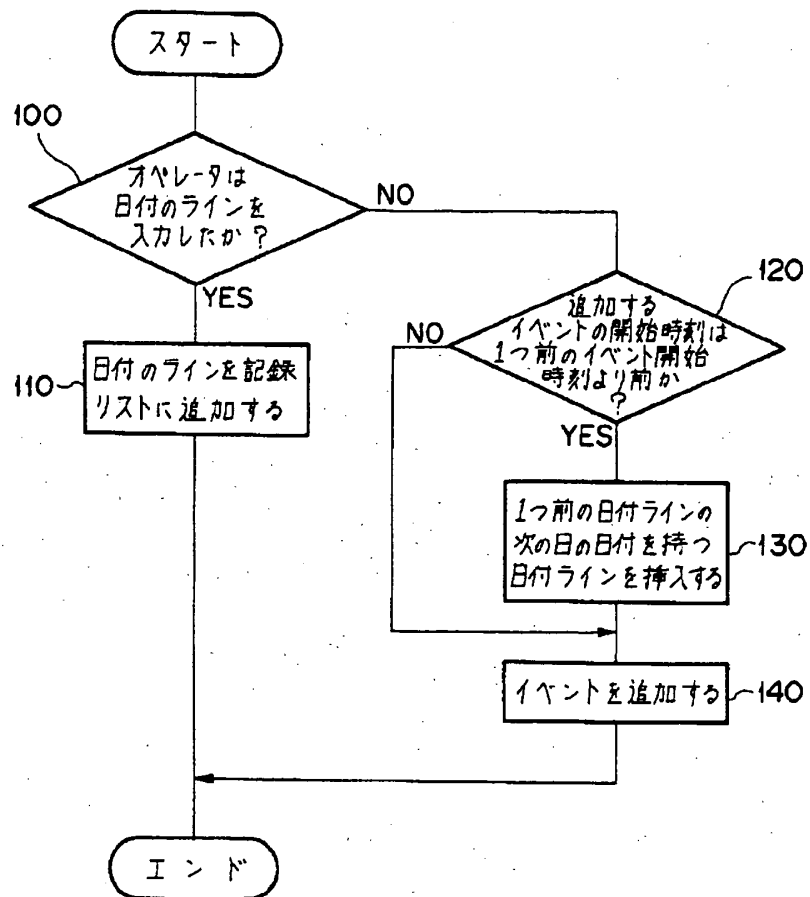 スタート
100
オペレータは
日付のラインを
入力したか?
NO
YES
110
日付のラインを記録
リストに追加する
120
追加する
イベントの開始時刻は
1つ前のイベント開始
時刻より前か
?
NO
YES
1つ前の日付ラインの
次の日の日付を持つ
日付ラインを挿入する
130
イベントを追加する
140
エンド